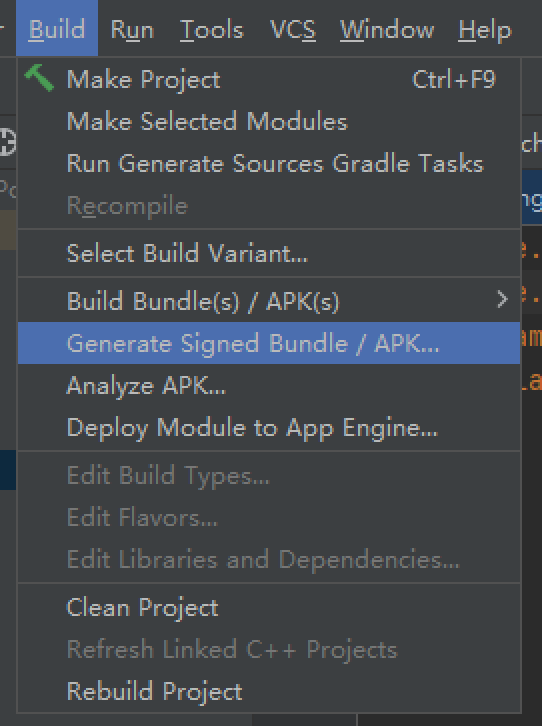 Build Run Tools VCS Window Help
Make Project Ctrl+F9
Make Selected Modules
Run Generate Sources Gradle Tasks
Recompile
Select Build Variant...
Build Bundle(s) / APK(s)
Generate Signed Bundle / APK...
Analyze APK...
Deploy Module to App Engine...
Edit Build Types...
Edit Flavors...
Edit Libraries and Dependencies...
Clean Project
Refresh Linked C++ Projects
Rebuild Project